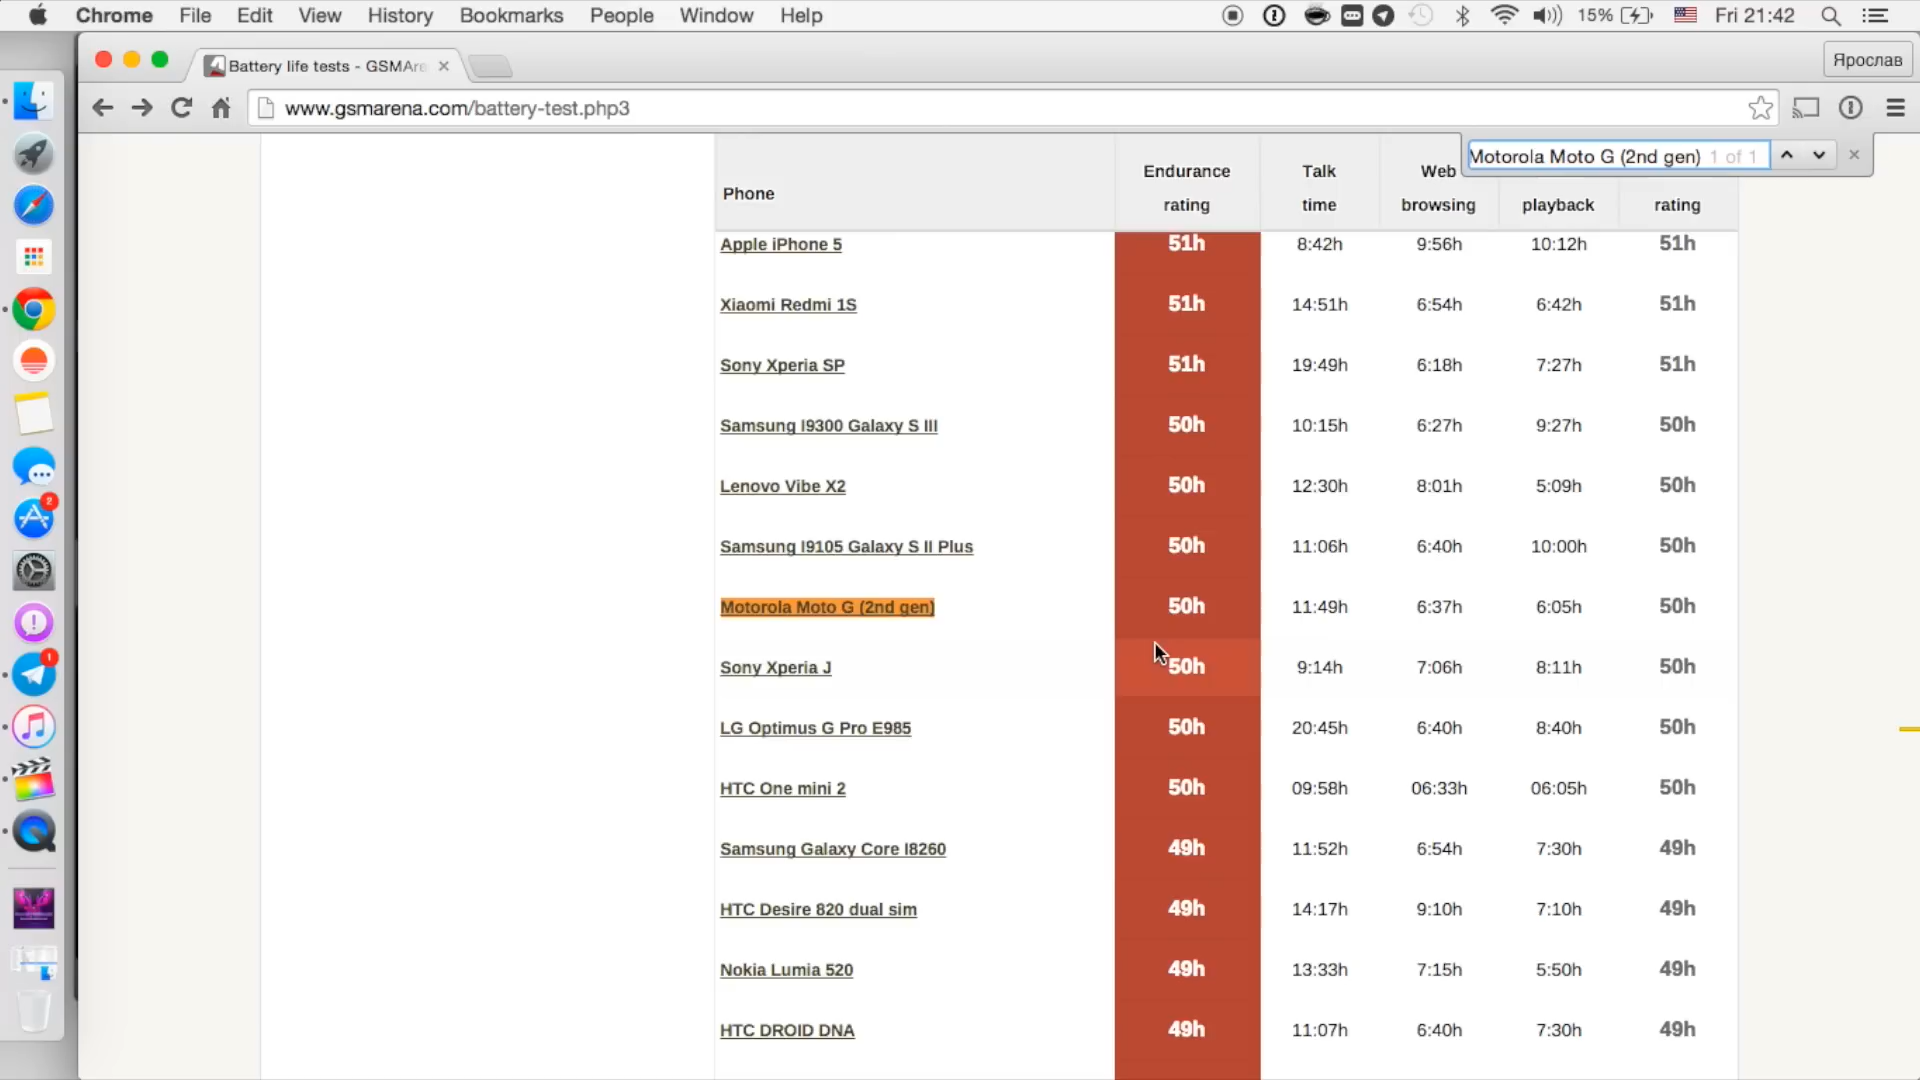 Chrome File Edit View History Bookmarks People Window Help 15% Fri 21:42
Battery life tests - GSMAre
Ярослав
www.gsmarena.com/battery-test.php3
Motorola Moto G (2nd gen) 1 of 1
Phone Endurance rating Talk time Web browsing playback rating
Apple iPhone 5 51h 8:42h 9:56h 10:12h 51h
Xiaomi Redmi 1S 51h 14:51h 6:54h 6:42h 51h
Sony Xperia SP 51h 19:49h 6:18h 7:27h 51h
Samsung I9300 Galaxy S III 50h 10:15h 6:27h 9:27h 50h
Lenovo Vibe X2 50h 12:30h 8:01h 5:09h 50h
Samsung I9105 Galaxy S II Plus 50h 11:06h 6:40h 10:00h 50h
Motorola Moto G (2nd gen) 50h 11:49h 6:37h 6:05h 50h
Sony Xperia J 50h 9:14h 7:06h 8:11h 50h
LG Optimus G Pro E985 50h 20:45h 6:40h 8:40h 50h
HTC One mini 2 50h 09:58h 06:33h 06:05h 50h
Samsung Galaxy Core I8260 49h 11:52h 6:54h 7:30h 49h
HTC Desire 820 dual sim 49h 14:17h 9:10h 7:10h 49h
Nokia Lumia 520 49h 13:33h 7:15h 5:50h 49h
HTC DROID DNA 49h 11:07h 6:40h 7:30h 49h
2
1